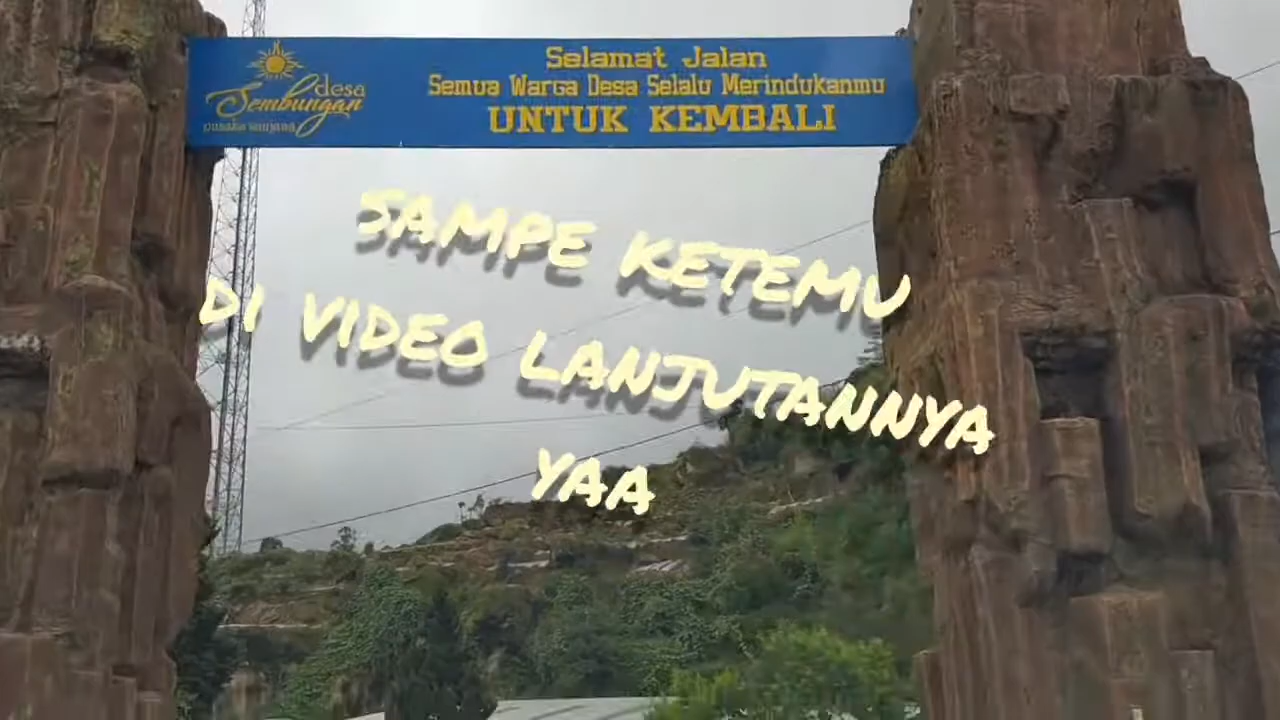 desa
Sembungan
Selamat Jalan
Semua Warga Desa Selalu Merindukanmu
UNTUK KEMBALI
SAMPE KETEMU
DI VIDEO LANJUTANNYA
YAA